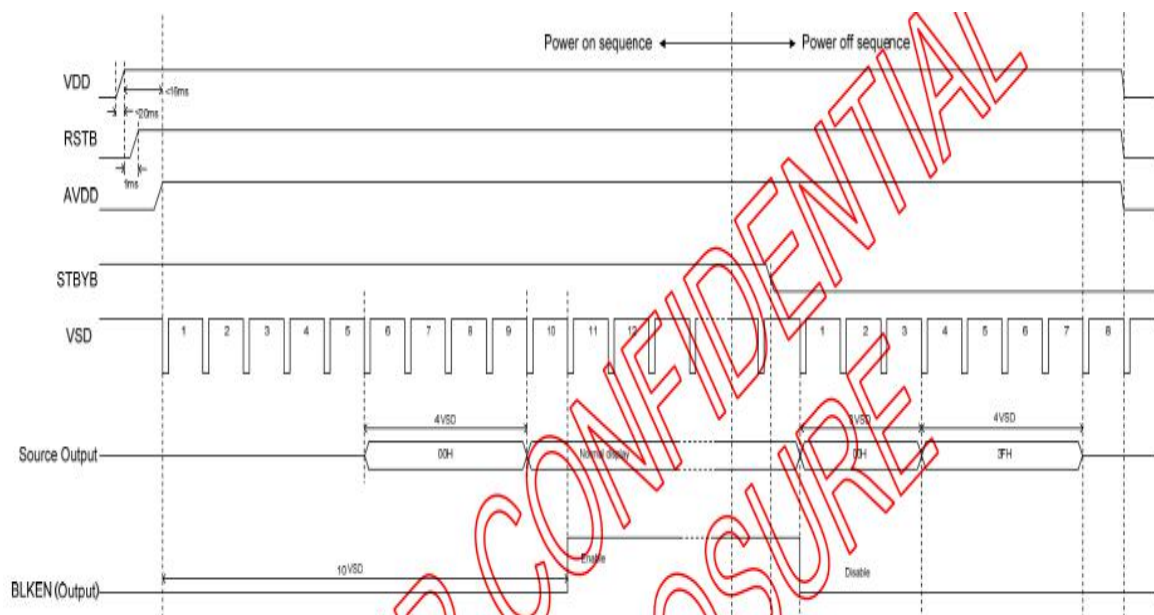 Power on sequence
Power off sequence
VDD
<16ms
<20ms
RSTB
1ms
AVDD
STBYB
VSD
1 2 3 4 5 6 7 8 9 10 11 12 1 2 3 4 5 6 7 8
4VSD
3VSD
4VSD
Source Output
00H
Normal display
00H
3FH
Enable
Disable
10VSD
BLKEN (Output)
CONFIDENTIAL